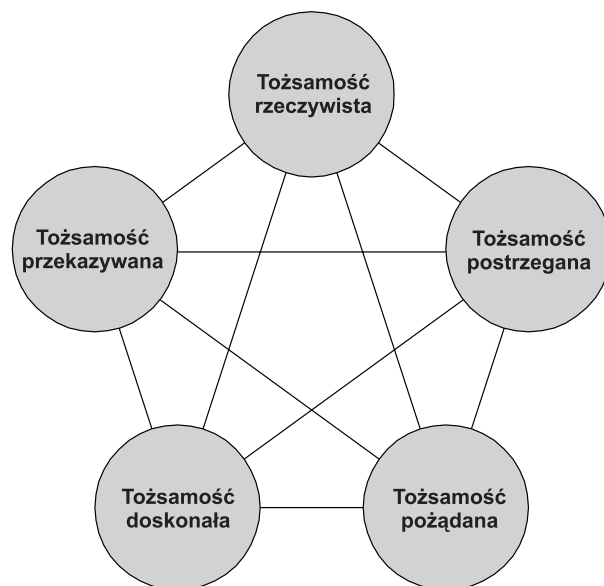 Tożsamość
rzeczywista
Tożsamość
przekazywana
Tożsamość
postrzegana
Tożsamość
doskonała
Tożsamość
pożądana